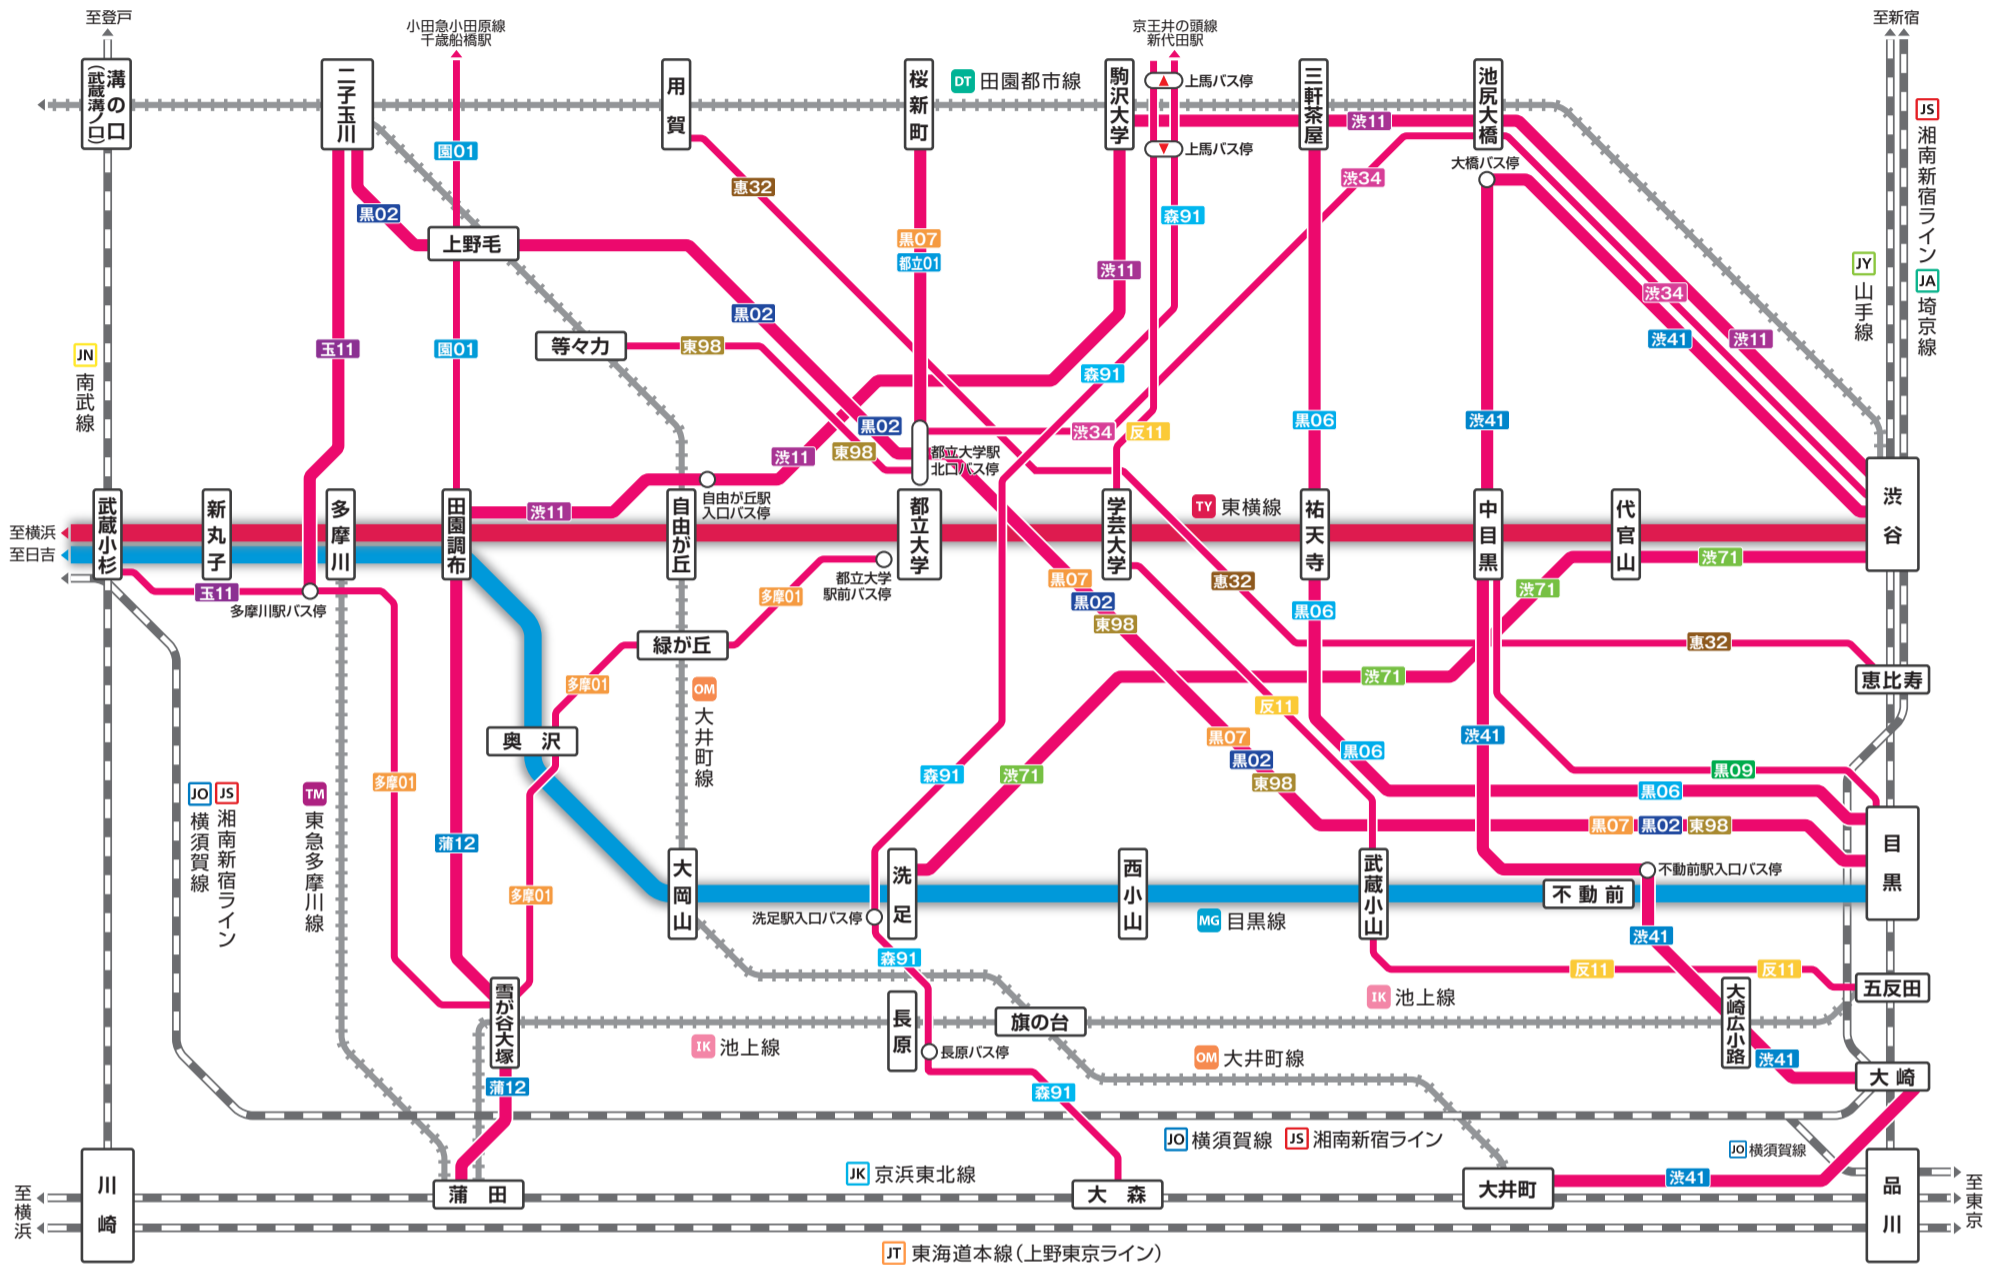 至登戸
小田急小田原線
千歳船橋駅
京王井の頭線
新代田駅
至新宿
溝の口
(武蔵溝ノ口)
二子玉川
用賀
桜新町
DT 田園都市線
駒沢大学
上馬バス停
上馬バス停
三軒茶屋
池尻大橋
大橋バス停
渋11
JS 湘南新宿ライン
JA 埼京線
JY 山手線
園01
惠32
渋34
黒02
上野毛
黒07
都立01
森91
渋11
渋34
渋41
渋11
黒02
玉11
園01
等々力
東98
森91
JN 南武線
黒06
渋41
黒02
東98
渋11
渋34
反11
都立大学駅
北口バス停
自由が丘駅
入口バス停
渋11
武蔵小杉
新丸子
多摩川
田園調布
自由が丘
都立大学
学芸大学
TY 東横線
祐天寺
中目黒
代官山
渋谷
至横浜
至日吉
玉11
多摩川駅バス停
都立大学
駅前バス停
多摩01
黒07
黒02
東98
惠32
黒06
渋71
渋71
緑が丘
惠32
多摩01
OM 大井町線
渋71
恵比寿
反11
奥沢
黒07
黒02
東98
黒06
渋41
森91
渋71
黒09
黒06
JO 横須賀線
JS 湘南新宿ライン
TM 東急多摩川線
多摩01
蒲12
黒07
黒02
東98
多摩01
大岡山
洗足
洗足駅入口バス停
西小山
MG 目黒線
武蔵小山
不動前
不動前駅入口バス停
目黒
渋41
森91
反11
反11
雪が谷大塚
IK 池上線
長原
長原バス停
旗の台
IK 池上線
OM 大井町線
大崎広小路
五反田
渋41
大崎
蒲12
森91
JO 横須賀線
JS 湘南新宿ライン
JO 横須賀線
JK 京浜東北線
川崎
至横浜
蒲田
大森
大井町
渋41
品川
至東京
JT 東海道本線(上野東京ライン)